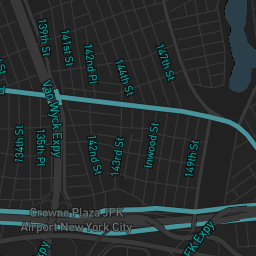 139th St
141st St
142nd Pl
144th St
147th St
Van Wyck Expy
134th St
135th Pl
142nd St
143rd St
Inwood St
149th St
Crowne Plaza JFK
Airport New York City
JFK Expy